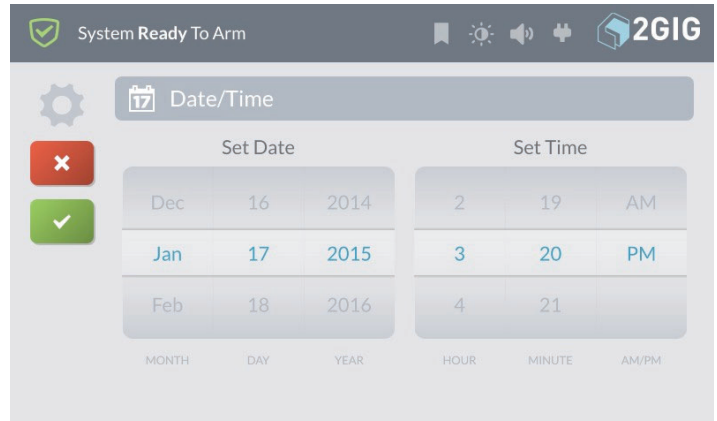 System Ready To Arm
2GIG
17 Date/Time
Set Date Set Time
Dec 16 2014 2 19 AM
Jan 17 2015 3 20 PM
Feb 18 2016 4 21
MONTH DAY YEAR HOUR MINUTE AM/PM